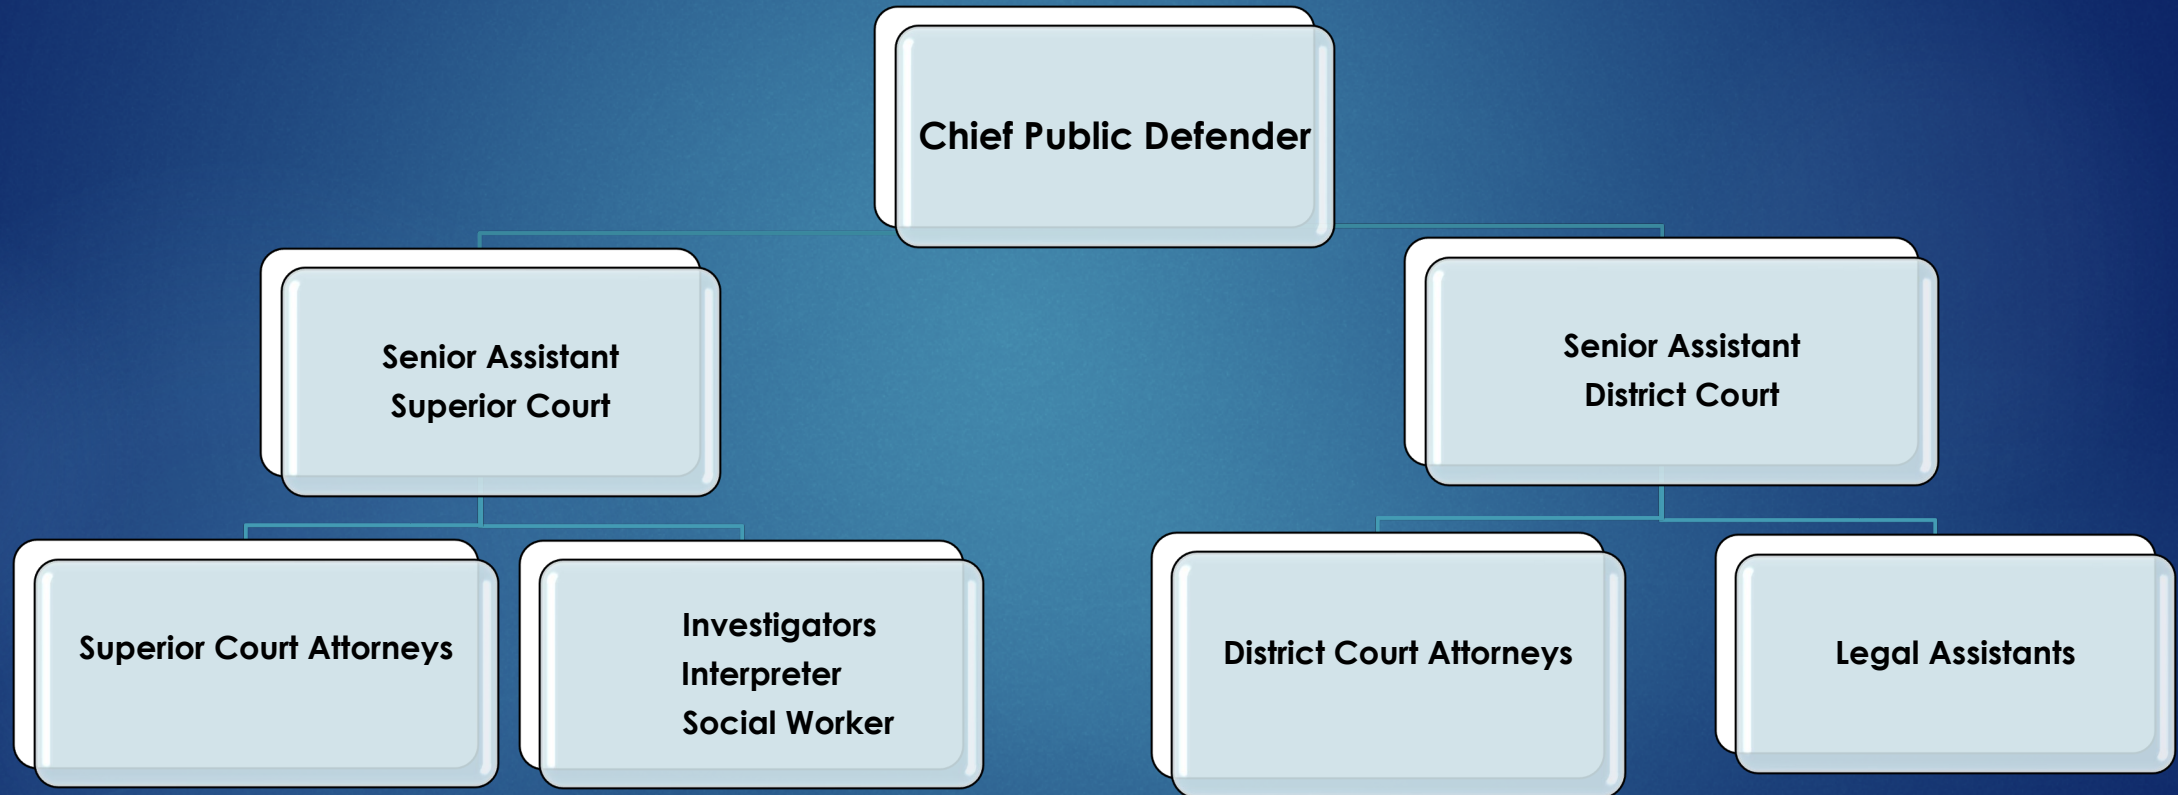 Chief Public Defender
Senior Assistant
Superior Court
Senior Assistant
District Court
Superior Court Attorneys
Investigators
Interpreter
Social Worker
District Court Attorneys
Legal Assistants